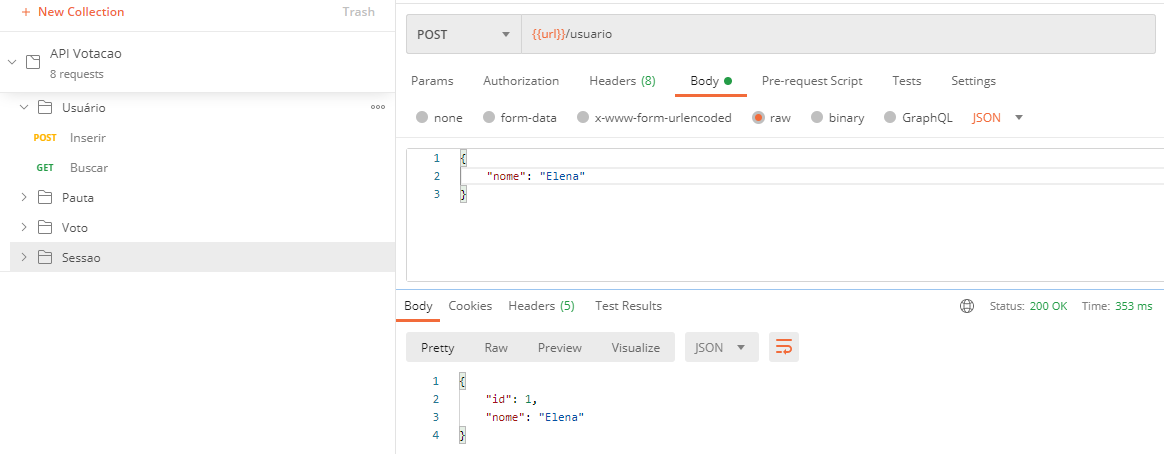 + New Collection
Trash
API Votacao
8 requests
Usuário
POST Inserir
GET Buscar
Pauta
Voto
Sessao
POST
{{url}}/usuario
Params Authorization Headers (8) Body Pre-request Script Tests Settings
none form-data x-www-form-urlencoded raw binary GraphQL JSON
1 {
2 "nome": "Elena"
3 }
Body Cookies Headers (5) Test Results Status: 200 OK Time: 353 ms
Pretty Raw Preview Visualize JSON
1 {
2 "id": 1,
3 "nome": "Elena"
4 }